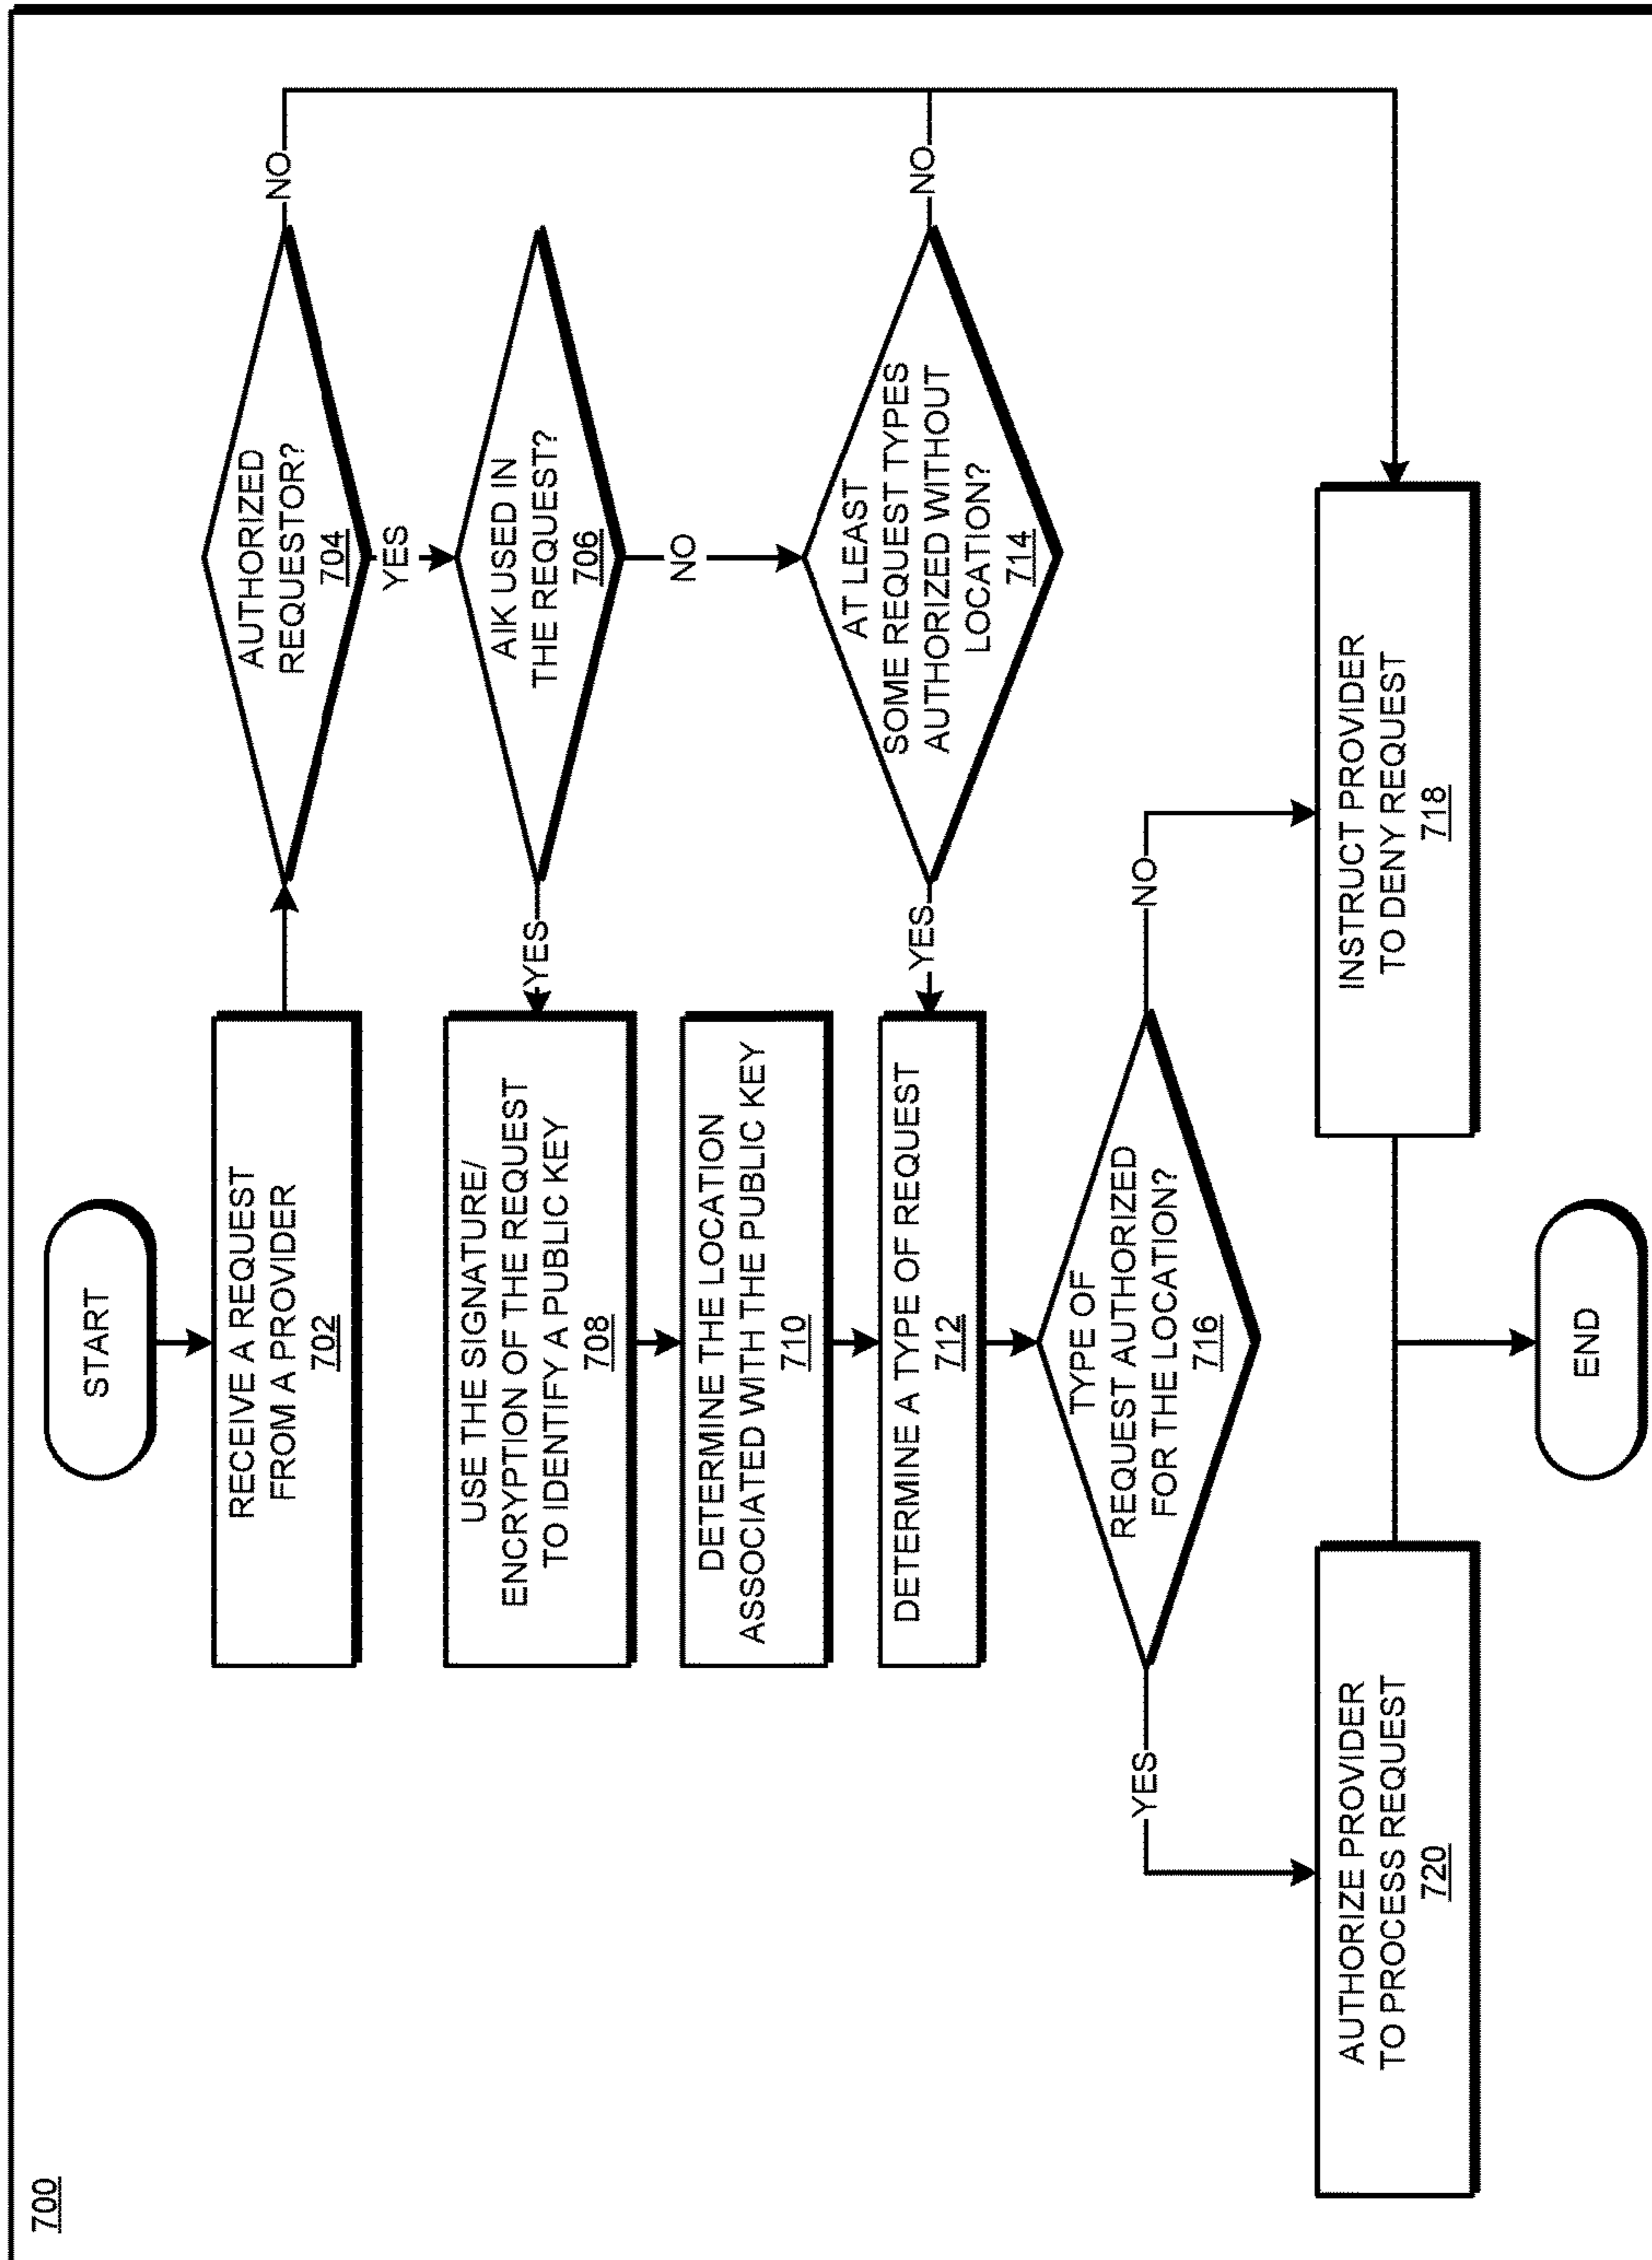 700
START
RECEIVE A REQUEST
FROM A PROVIDER
702
AUTHORIZED
REQUESTOR?
704
NO
YES
AIK USED IN
THE REQUEST?
706
YES
NO
USE THE SIGNATURE/
ENCRYPTION OF THE REQUEST
TO IDENTIFY A PUBLIC KEY
708
DETERMINE THE LOCATION
ASSOCIATED WITH THE PUBLIC KEY
710
AT LEAST
SOME REQUEST TYPES
AUTHORIZED WITHOUT
LOCATION?
714
NO
YES
DETERMINE A TYPE OF REQUEST
712
TYPE OF
REQUEST AUTHORIZED
FOR THE LOCATION?
716
YES
NO
AUTHORIZE PROVIDER
TO PROCESS REQUEST
720
INSTRUCT PROVIDER
TO DENY REQUEST
718
END